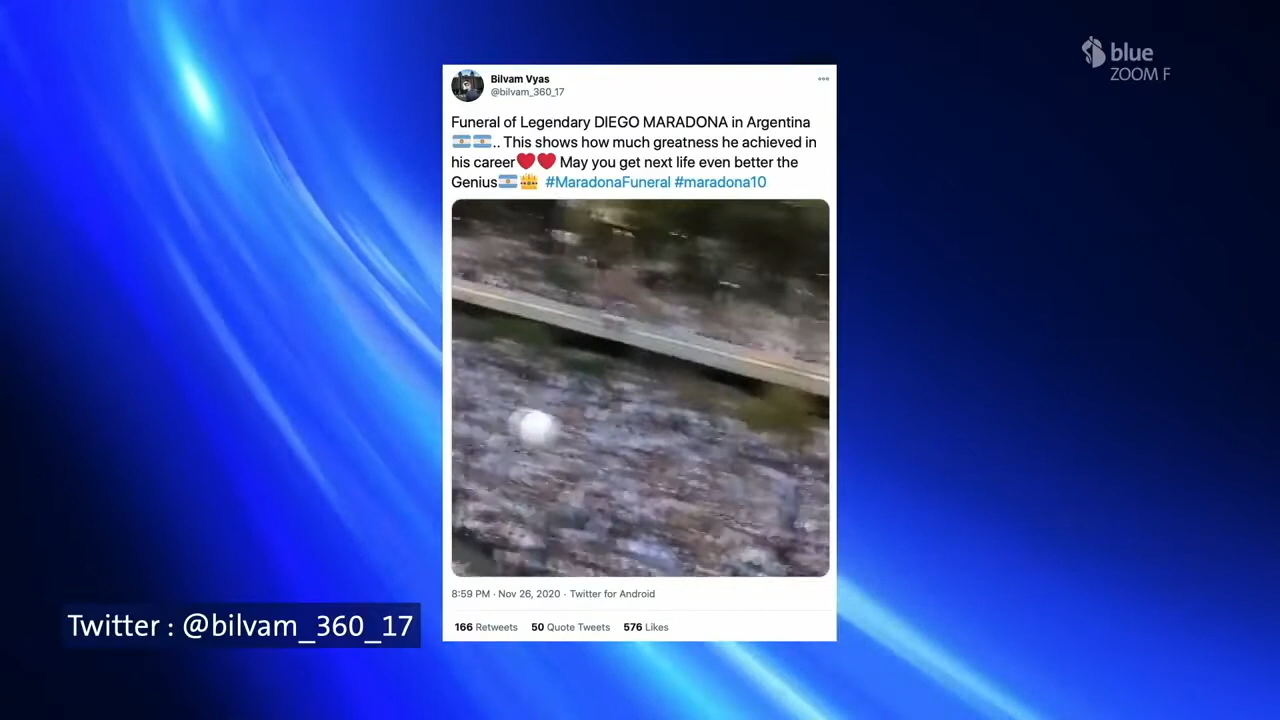 blue
ZOOM F
Bilvam Vyas
@bilvam_360_17
Funeral of Legendary DIEGO MARADONA in Argentina
🇦🇷🇦🇷.. This shows how much greatness he achieved in
his career❤️❤️ May you get next life even better the
Genius🇦🇷👑 #MaradonaFuneral #maradona10
8:59 PM · Nov 26, 2020 · Twitter for Android
166 Retweets 50 Quote Tweets 576 Likes
Twitter : @bilvam_360_17